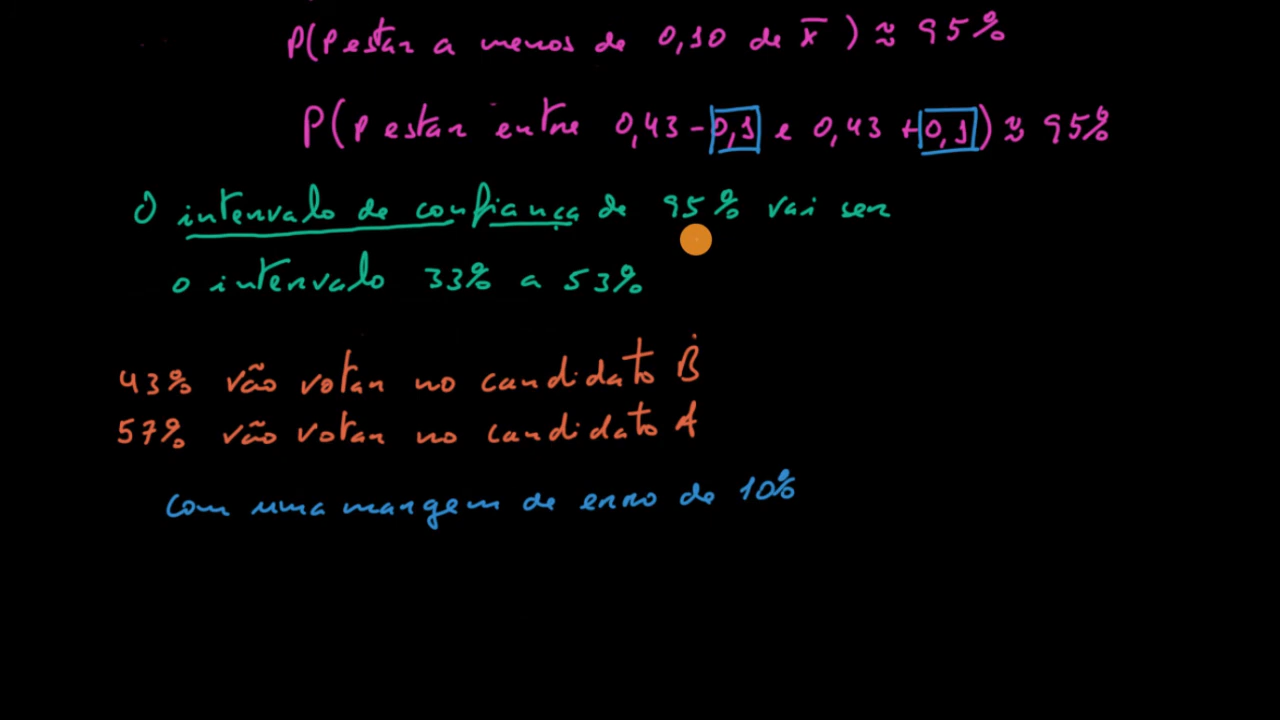 P(P estar a menos de 0,10 de x̄) ≈ 95%
P(P estar entre 0,43 - 0,1 e 0,43 + 0,1) ≈ 95%
O intervalo de confiança de 95% vai ser
o intervalo 33% a 53%
43% vão votar no candidato B
57% vão votar no candidato A
com uma margem de erro de 10%